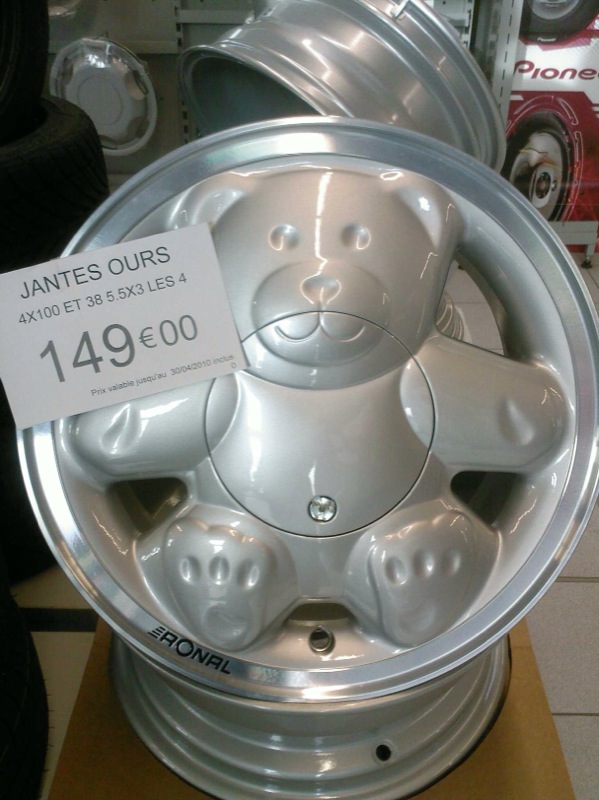 Pionee
JANTES OURS
4X100 ET 38 5.5X3 LES 4
149€00
Prix valable jusqu'au 30/04/2010 inclus
0
RONAL